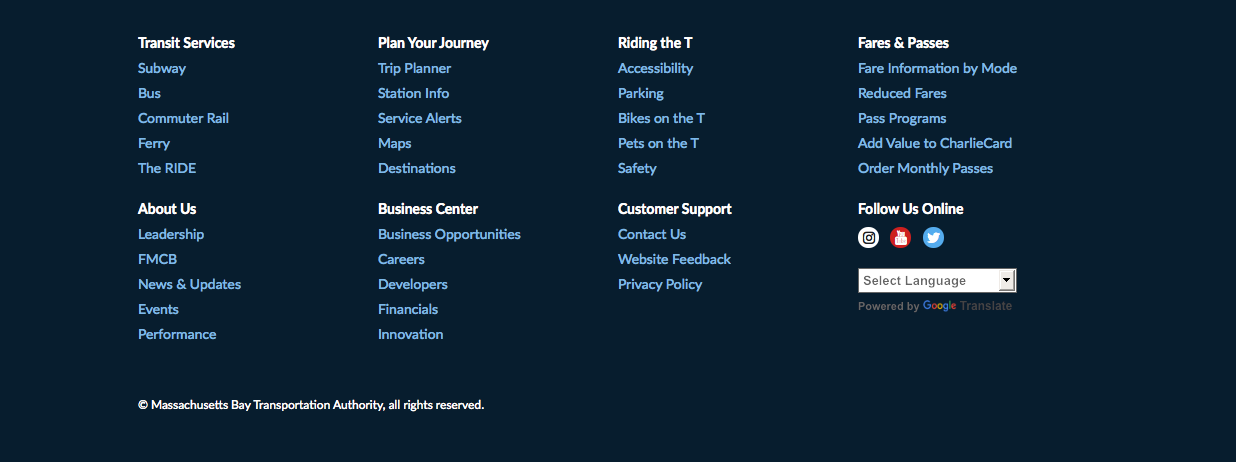 Transit Services
Subway
Bus
Commuter Rail
Ferry
The RIDE
Plan Your Journey
Trip Planner
Station Info
Service Alerts
Maps
Destinations
Riding the T
Accessibility
Parking
Bikes on the T
Pets on the T
Safety
Fares & Passes
Fare Information by Mode
Reduced Fares
Pass Programs
Add Value to CharlieCard
Order Monthly Passes
About Us
Leadership
FMCB
News & Updates
Events
Performance
Business Center
Business Opportunities
Careers
Developers
Financials
Innovation
Customer Support
Contact Us
Website Feedback
Privacy Policy
Follow Us Online
Select Language
Powered by Google Translate
© Massachusetts Bay Transportation Authority, all rights reserved.